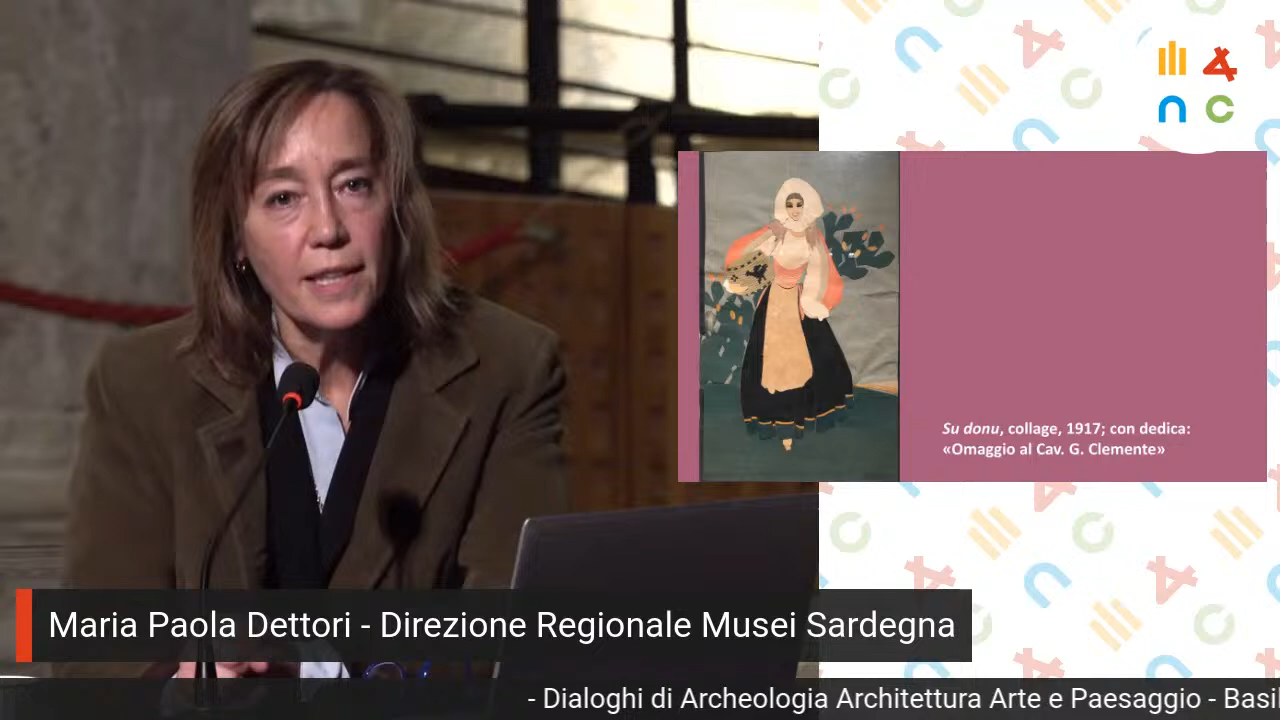 Su donu, collage, 1917; con dedica:
«Omaggio al Cav. G. Clemente»
Maria Paola Dettori - Direzione Regionale Musei Sardegna
- Dialoghi di Archeologia Architettura Arte e Paesaggio - Basil